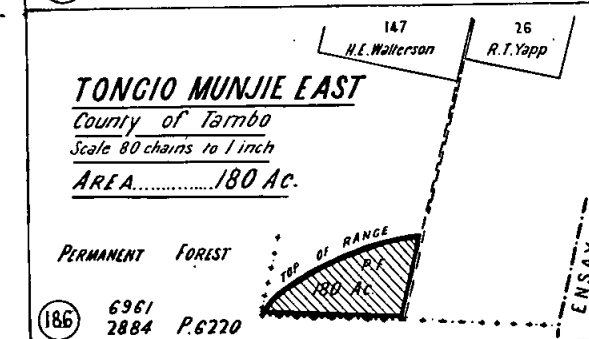 147
H.E. Walterson
26
R.T. Yapp
TONGIO MUNJIE EAST
County of Tambo
Scale 80 chains to 1 inch
AREA..............180 Ac.
PERMANENT FOREST
TOP OF RANGE
P.F.
180 Ac.
ENSAY
186
6961
2884 P.6220